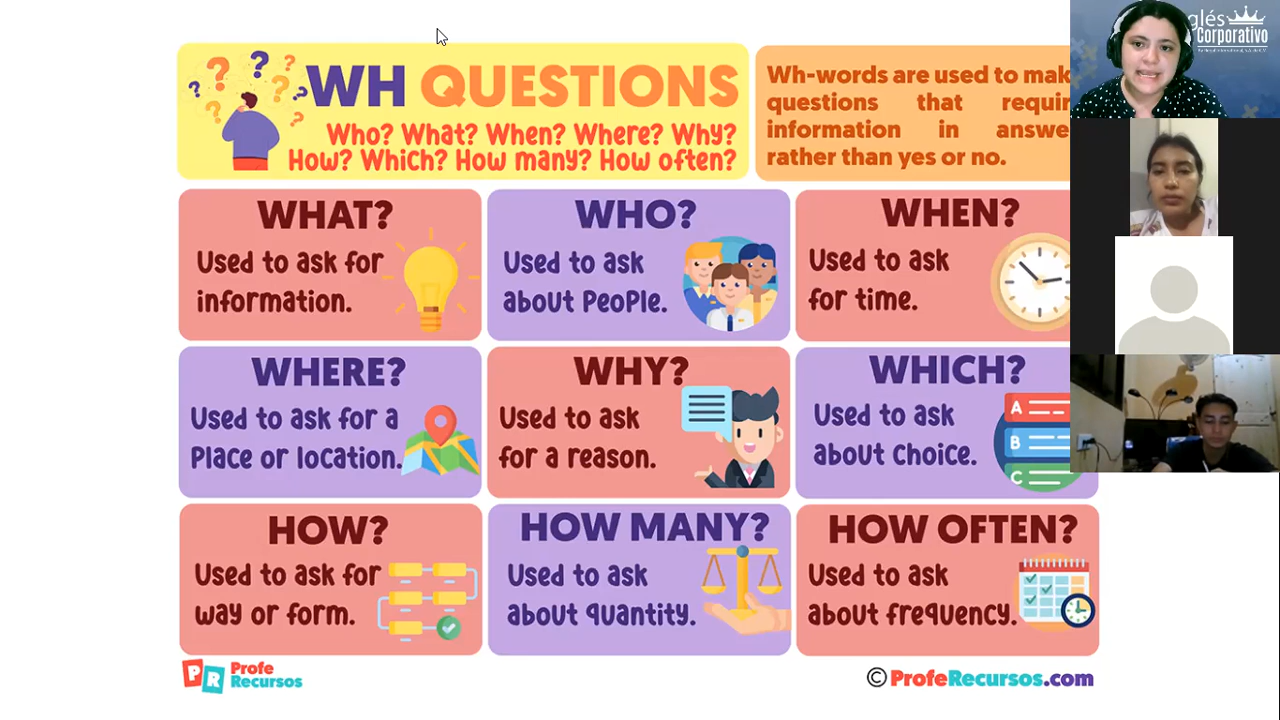 WH QUESTIONS
Who? What? When? Where? Why?
How? Which? How many? How often?
Wh-words are used to mak
questions that requir
information in answe
rather than yes or no.
glés
Corporativo
WHAT?
Used to ask for
information.
WHO?
Used to ask
about People.
WHEN?
Used to ask
for time.
WHERE?
Used to ask for a
Place or location.
WHY?
Used to ask
for a reason.
WHICH?
Used to ask
about choice.
A
B
C
HOW?
Used to ask for
way or form.
HOW MANY?
Used to ask
about quantity.
HOW OFTEN?
Used to ask
about frequency.
PR Profe
Recursos
© ProfeRecursos.com